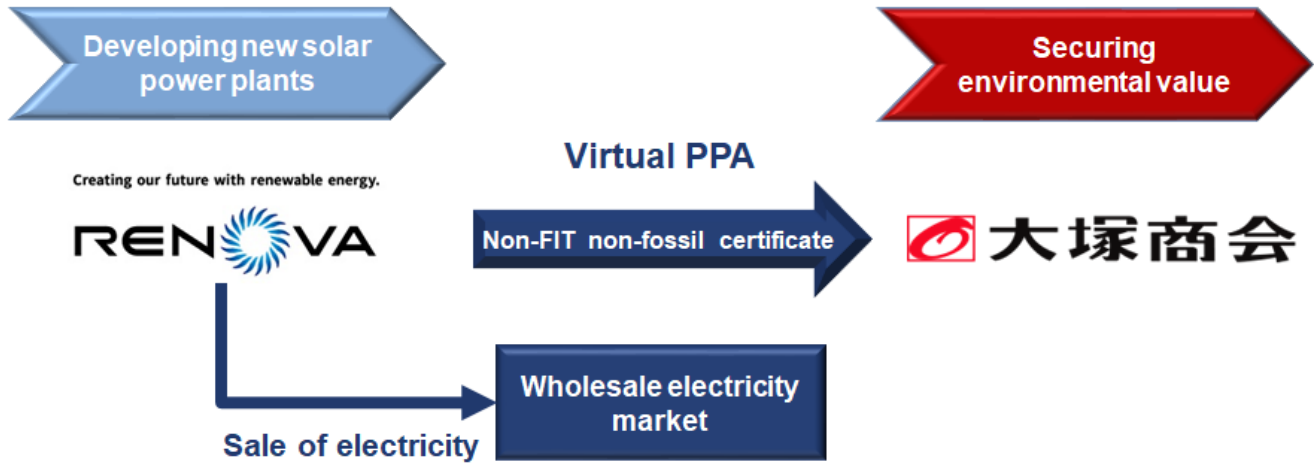 Developing new solar
power plants
Securing
environmental value
Virtual PPA
Creating our future with renewable energy.
RENOVA
Non-FIT non-fossil certificate
大塚商会
Wholesale electricity
market
Sale of electricity